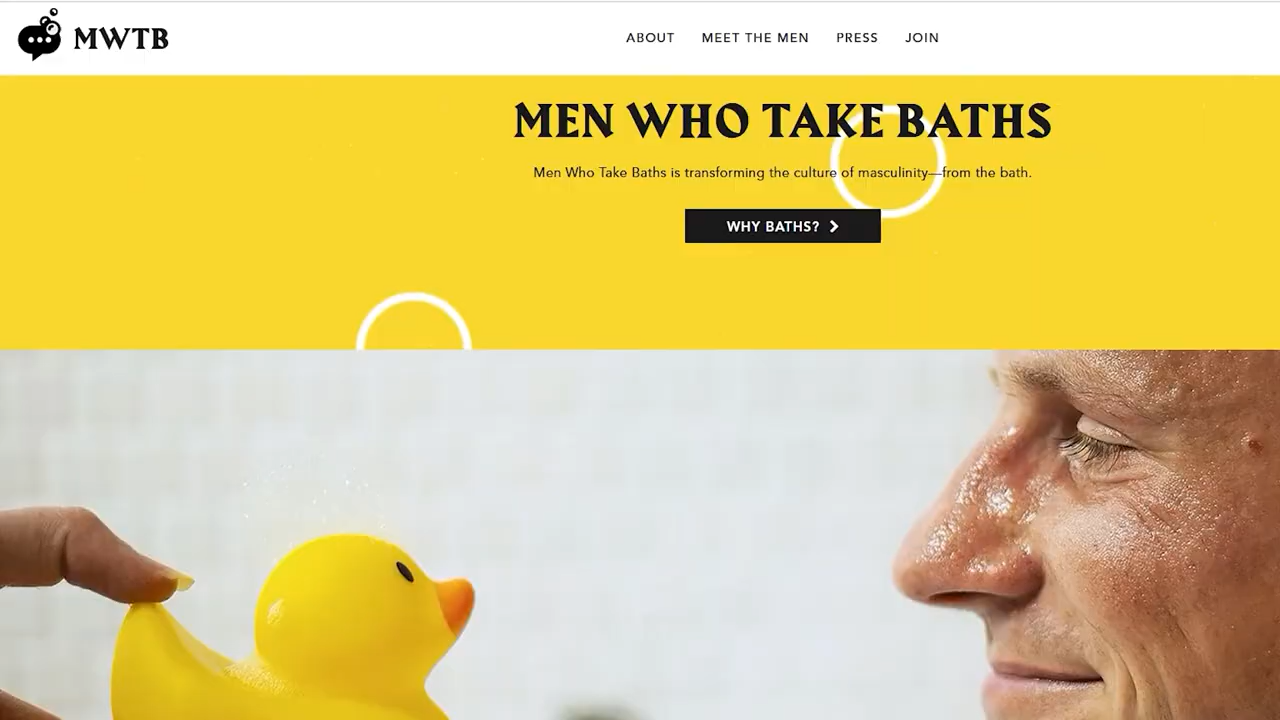 MWTB
ABOUT
MEET THE MEN
PRESS
JOIN
MEN WHO TAKE BATHS
Men Who Take Baths is transforming the culture of masculinity—from the bath.
WHY BATHS?